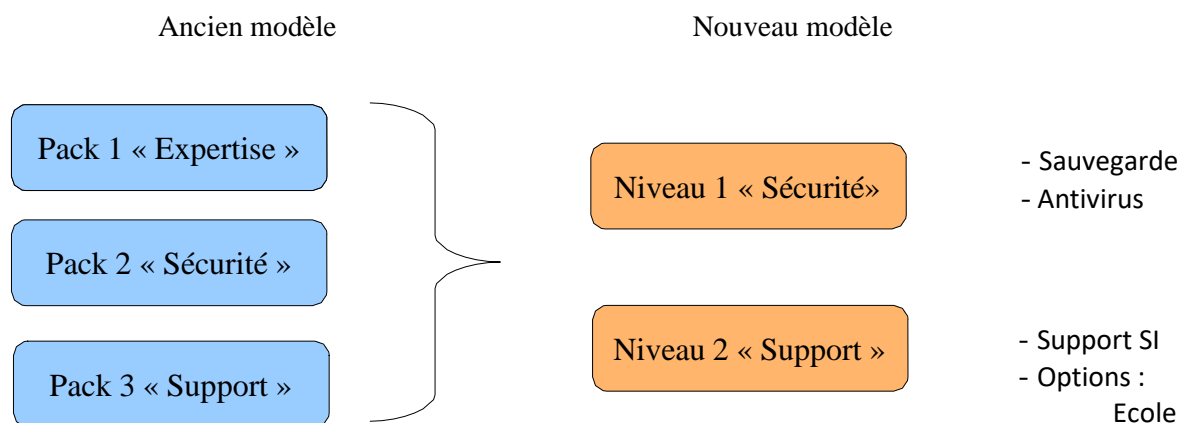 Ancien modèle
Nouveau modèle
Pack 1 « Expertise »
Pack 2 « Sécurité »
Pack 3 « Support »
Niveau 1 « Sécurité»
- Sauvegarde
- Antivirus
Niveau 2 « Support »
- Support SI
- Options :
Ecole